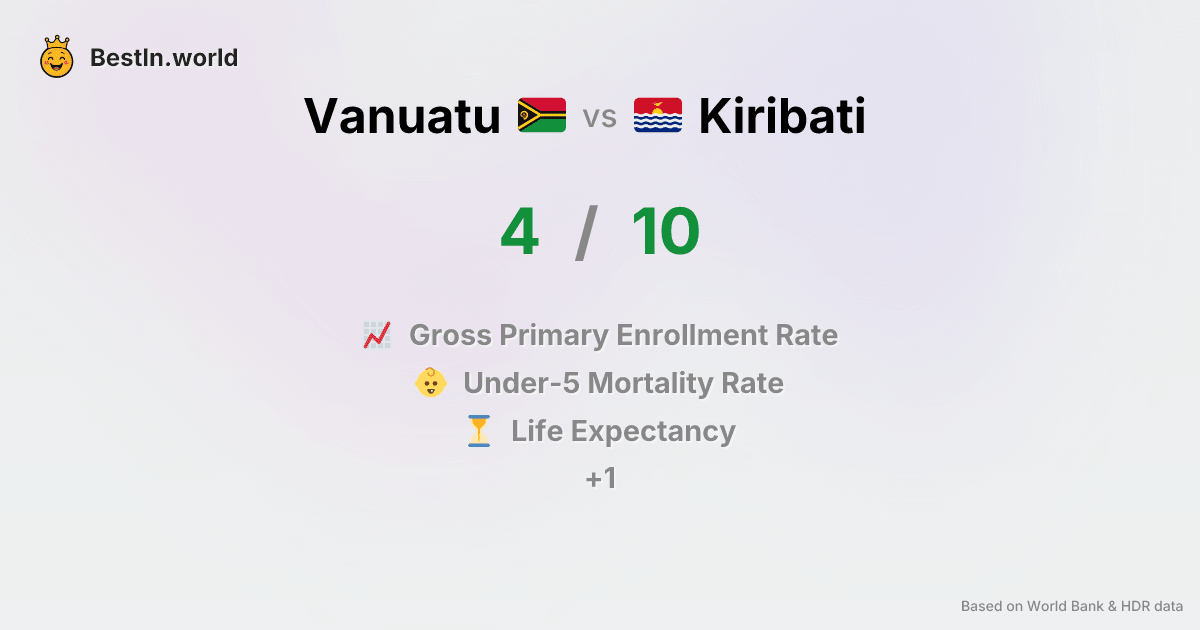 BestIn.world
Vanuatu vs Kiribati
4 / 10
Gross Primary Enrollment Rate
Under-5 Mortality Rate
Life Expectancy
+1
Based on World Bank & HDR data